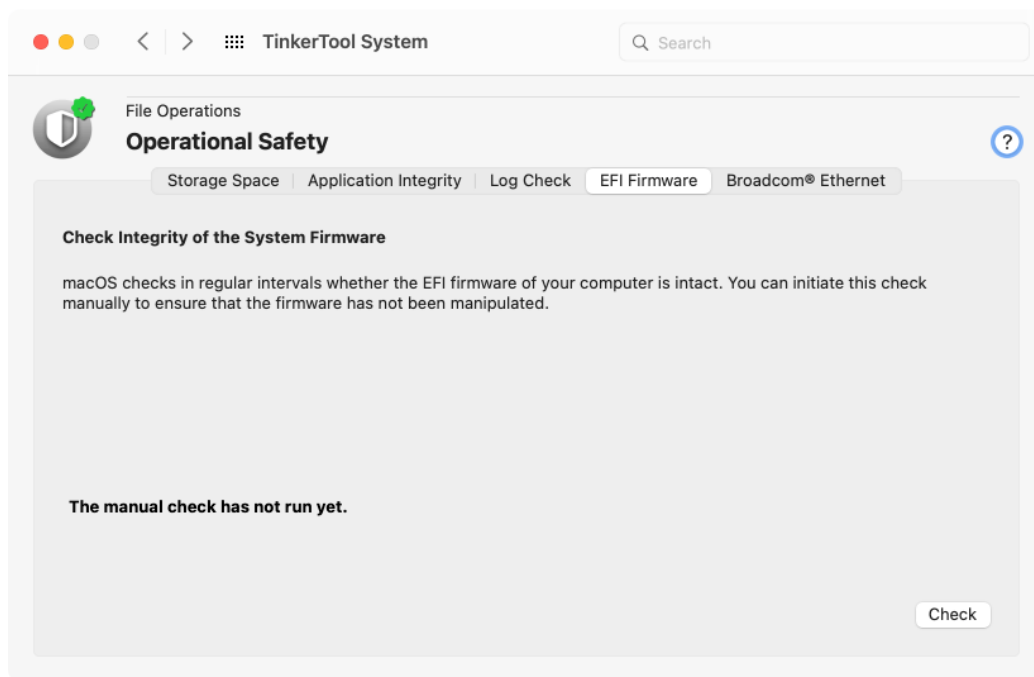 TinkerTool System
Search
File Operations
Operational Safety
?
Storage Space Application Integrity Log Check EFI Firmware Broadcom® Ethernet
Check Integrity of the System Firmware
macOS checks in regular intervals whether the EFI firmware of your computer is intact. You can initiate this check
manually to ensure that the firmware has not been manipulated.
The manual check has not run yet.
Check